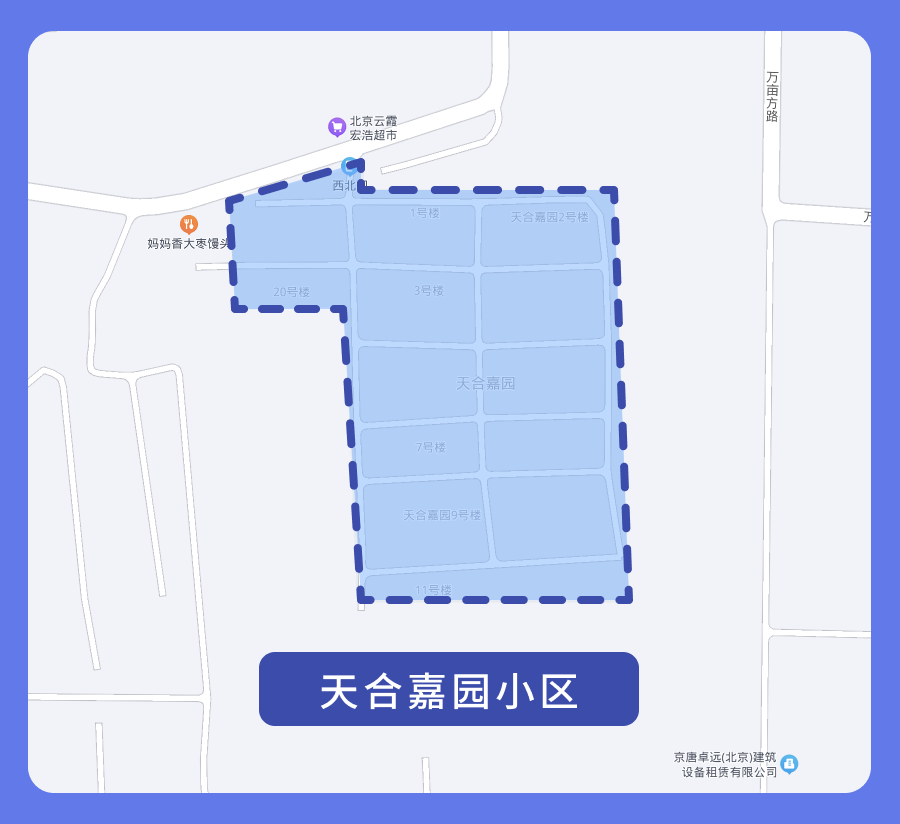 万亩方路
北京云霞
宏浩超市
西北
1号楼
天合嘉园2号楼
万
妈妈香大枣馒头
20号楼
3号楼
天合嘉园
7号楼
天合嘉园9号楼
11号楼
天合嘉园小区
京唐卓远(北京)建筑
设备租赁有限公司